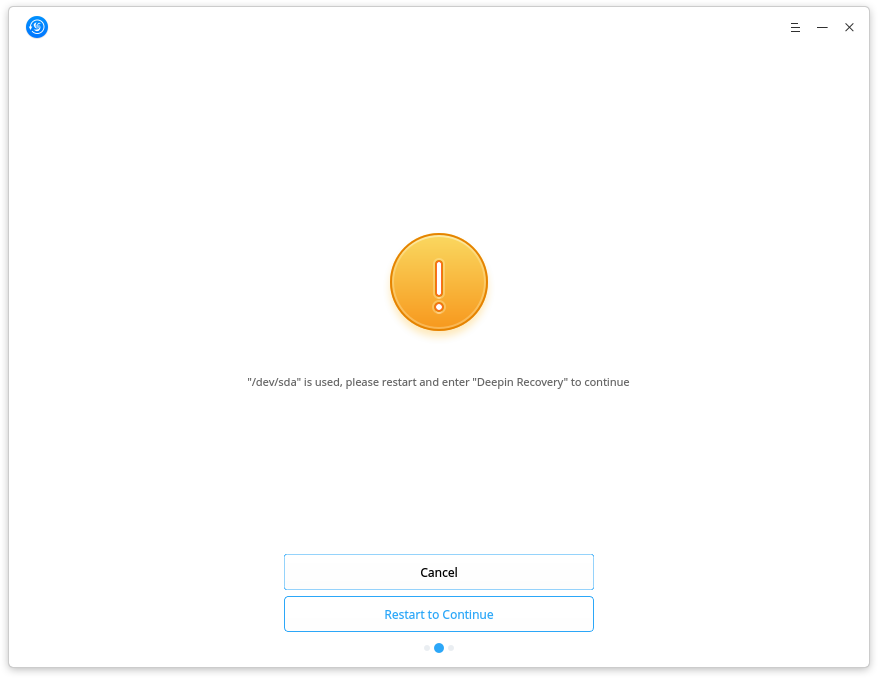 "/dev/sda" is used, please restart and enter "Deepin Recovery" to continue
Cancel
Restart to Continue